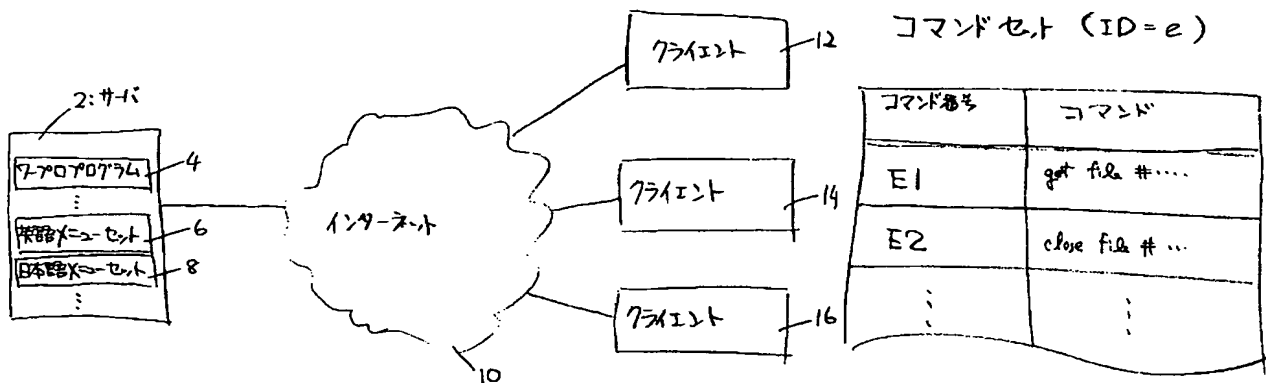 2:サーバ
ワープロプログラム
4
英語メニューセット
6
日本語メニューセット
8
インターネット
10
クライアント
12
クライエント
14
クライエント
16
コマンドセット (ID=e)
コマンド番号
コマンド
E1
get file #....
E2
close file # ...